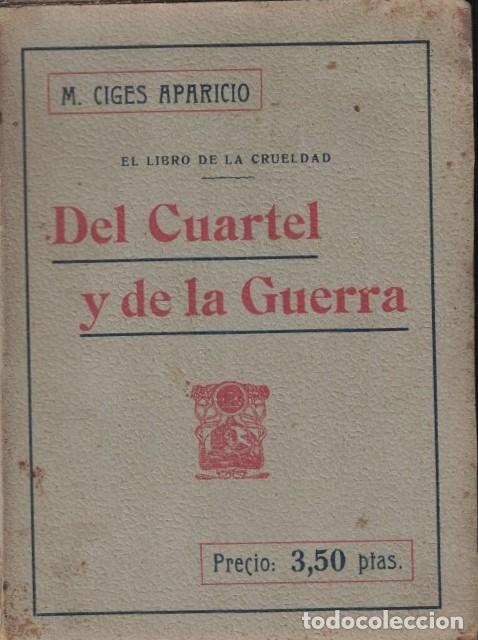 M. CIGES APARICIO
EL LIBRO DE LA CRUELDAD
Del Cuartel
y de la Guerra
Precio: 3,50 ptas.
todocoleccion